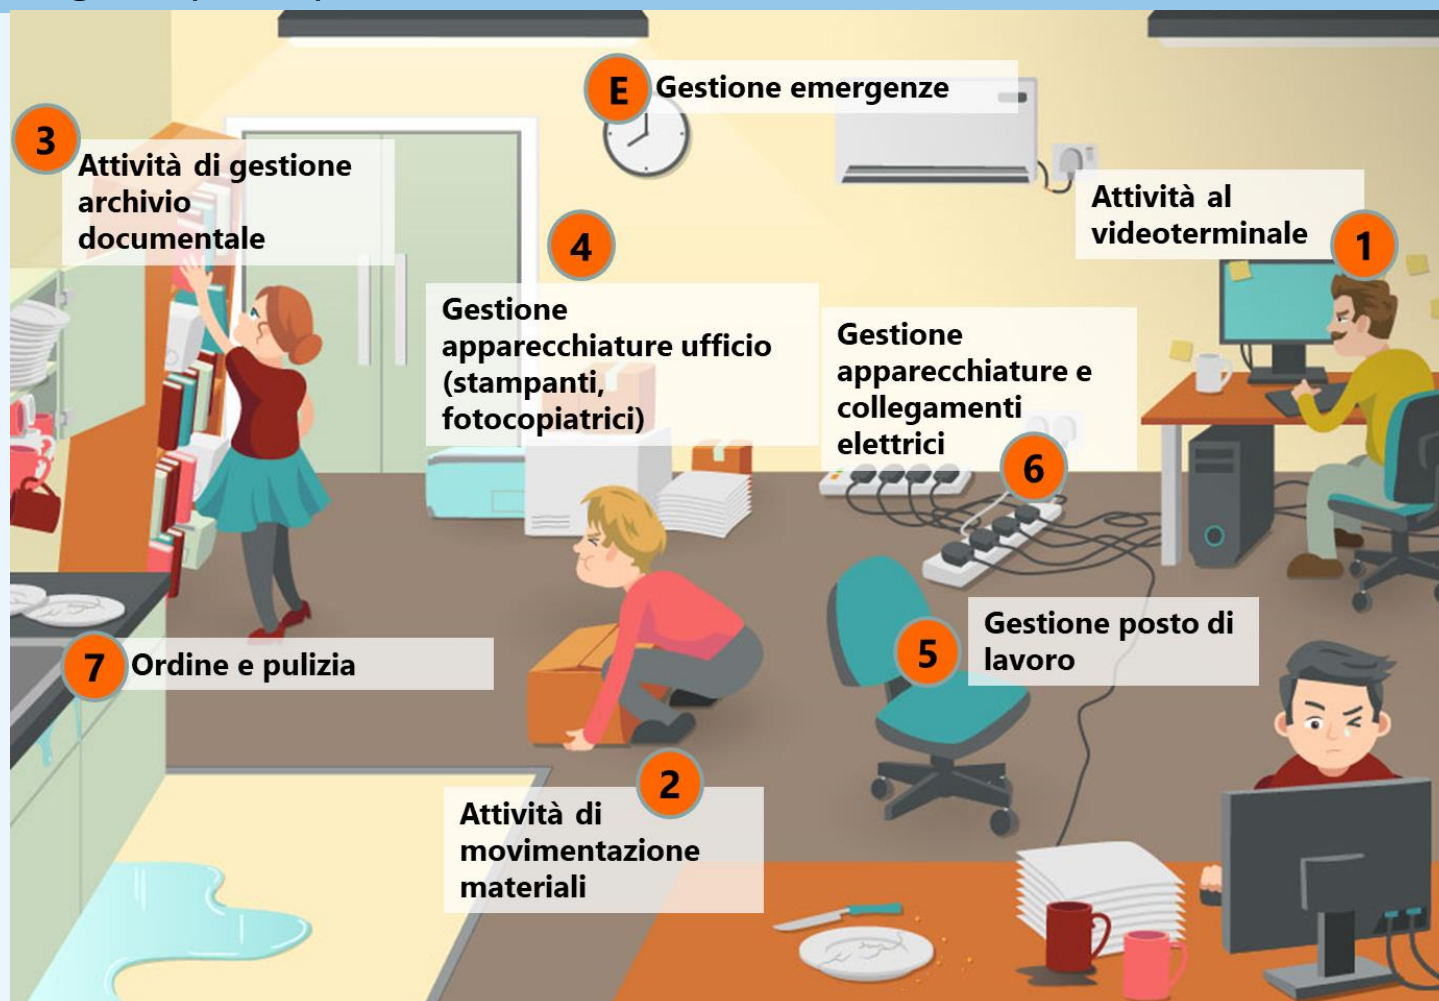 E
Gestione emergenze
3
Attività di gestione
archivio
documentale
Attività al
videoterminale
1
4
Gestione
apparecchiature ufficio
(stampanti,
fotocopiatrici)
Gestione
apparecchiature e
collegamenti
elettrici
6
5
Gestione posto di
lavoro
7
Ordine e pulizia
2
Attività di
movimentazione
materiali